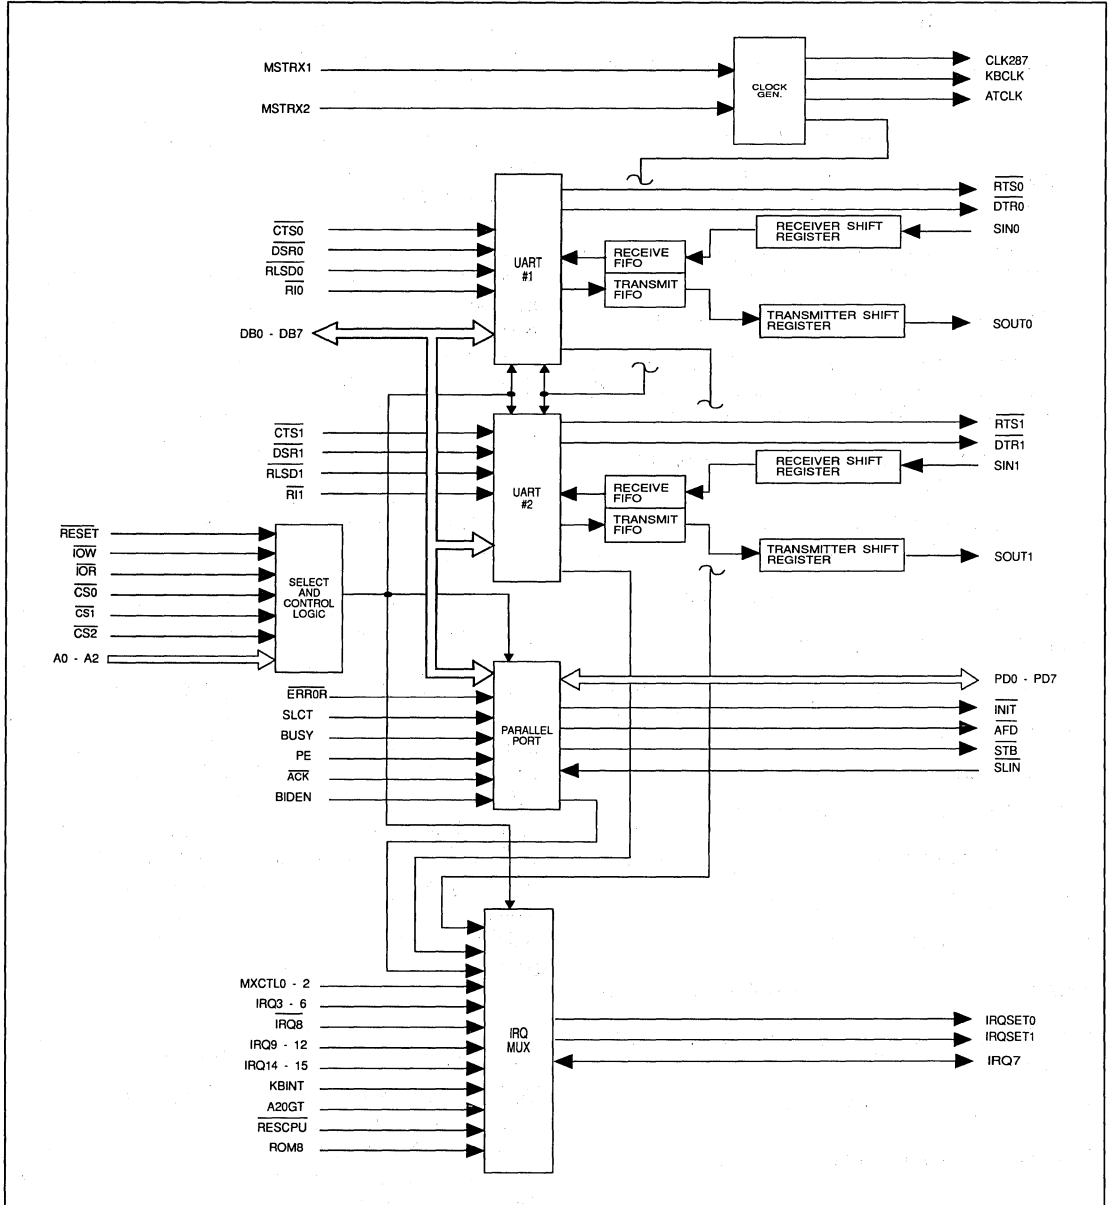 MSTRX1
MSTRX2
CLOCK
GEN.
CLK287
KBCLK
ATCLK
CTS0
DSR0
RLSD0
RI0
DB0 - DB7
UART
#1
RECEIVE
FIFO
TRANSMIT
FIFO
RECEIVER SHIFT
REGISTER
TRANSMITTER SHIFT
REGISTER
RTS0
DTR0
SIN0
SOUT0
CTS1
DSR1
RLSD1
RI1
UART
#2
RECEIVE
FIFO
TRANSMIT
FIFO
RECEIVER SHIFT
REGISTER
TRANSMITTER SHIFT
REGISTER
RTS1
DTR1
SIN1
SOUT1
RESET
IOW
IOR
CS0
CS1
CS2
A0 - A2
SELECT
AND
CONTROL
LOGIC
ERR0R
SLCT
BUSY
PE
ACK
BIDEN
PARALLEL
PORT
PD0 - PD7
INIT
AFD
STB
SLIN
MXCTL0 - 2
IRQ3 - 6
IRQ8
IRQ9 - 12
IRQ14 - 15
KBINT
A20GT
RESCPU
ROM8
IRQ
MUX
IRQSET0
IRQSET1
IRQ7